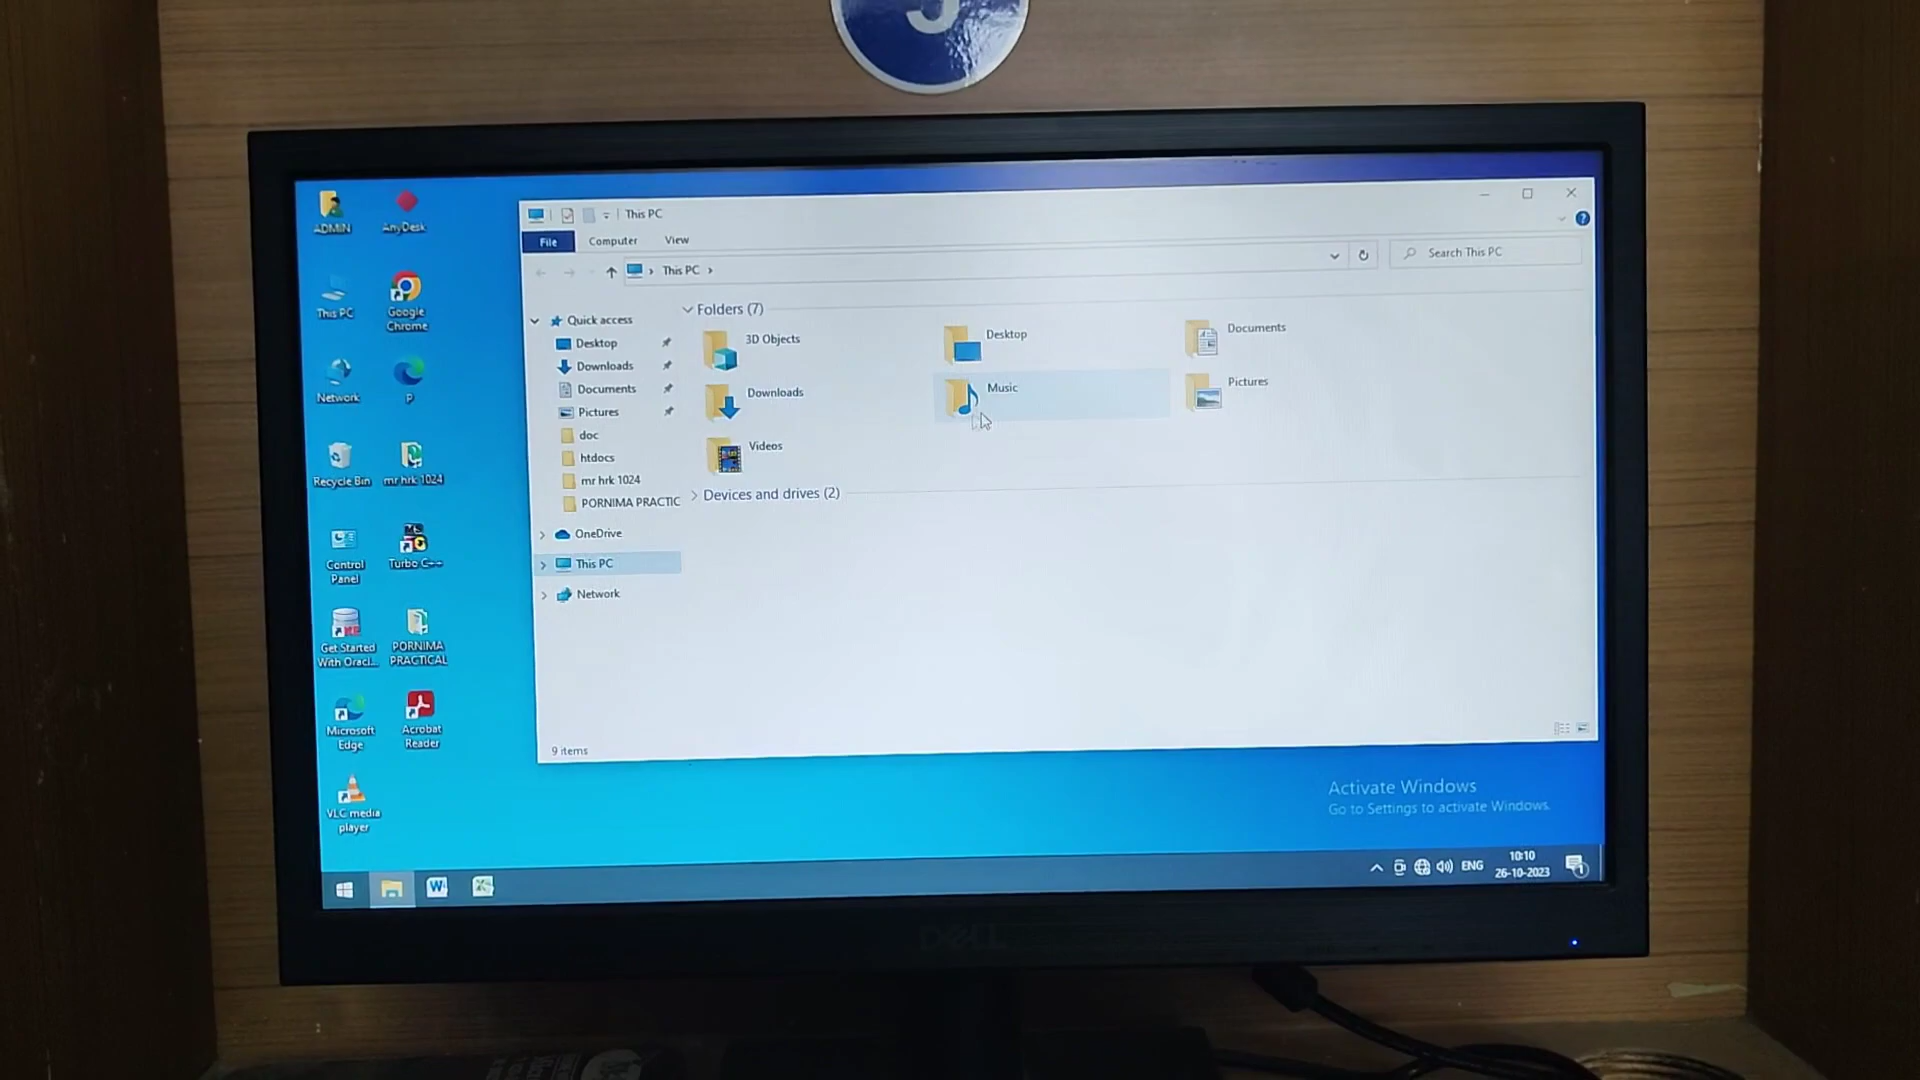 ADMIN
AnyDesk
This PC
Google
Chrome
Network
P
Recycle Bin
mr hrk 1024
Control
Panel
Turbo C++
Get Started
With Oracl...
PORNIMA
PRACTICAL
Microsoft
Edge
Acrobat
Reader
VLC media
player
This PC
File
Computer
View
This PC
Search This PC
Quick access
Desktop
Downloads
Documents
Pictures
doc
htdocs
mr hrk 1024
PORNIMA PRACTIC
OneDrive
This PC
Network
Folders (7)
3D Objects
Desktop
Documents
Downloads
Music
Pictures
Videos
Devices and drives (2)
9 items
Activate Windows
Go to Settings to activate Windows.
ENG
10:10
26-10-2023
1
DELL